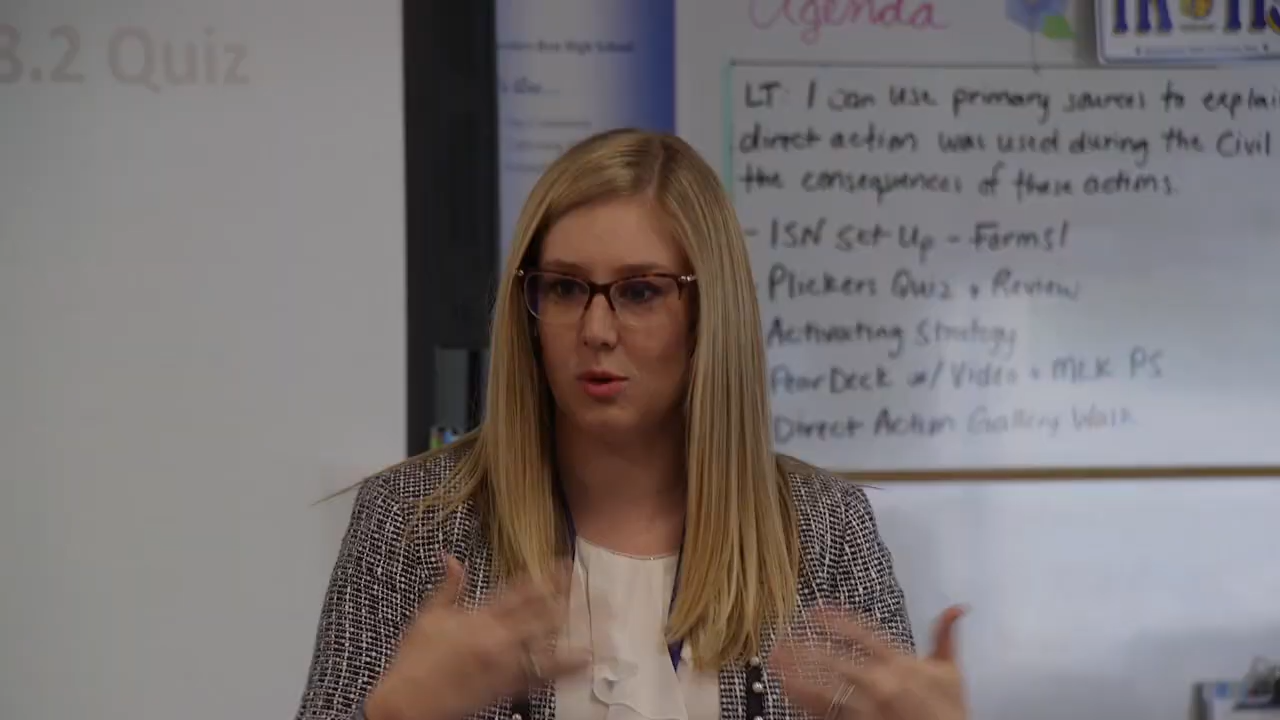 3.2 Quiz
High School
Agenda
LT: I can use primary sources to explai
direct action was used during the Civil
the consequences of these actions.
- ISN Set Up - Forms!
Plickers Quiz + Review
Activating Strategy
Pear Deck w/ Video + MLK PS
Direct Action Gallery Walk